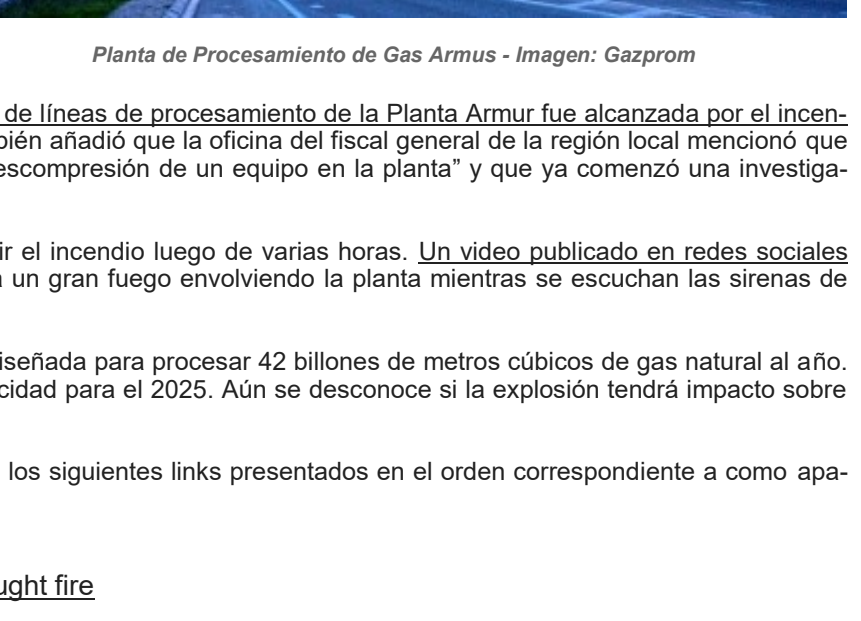 Planta de Procesamiento de Gas Armus - Imagen: Gazprom
de líneas de procesamiento de la Planta Armur fue alcanzada por el incen-
bién añadió que la oficina del fiscal general de la región local mencionó que
escompresión de un equipo en la planta” y que ya comenzó una investiga-
ir el incendio luego de varias horas. Un video publicado en redes sociales
un gran fuego envolviendo la planta mientras se escuchan las sirenas de
iseñada para procesar 42 billones de metros cúbicos de gas natural al año.
cidad para el 2025. Aún se desconoce si la explosión tendrá impacto sobre
los siguientes links presentados en el orden correspondiente a como apa-
ught fire